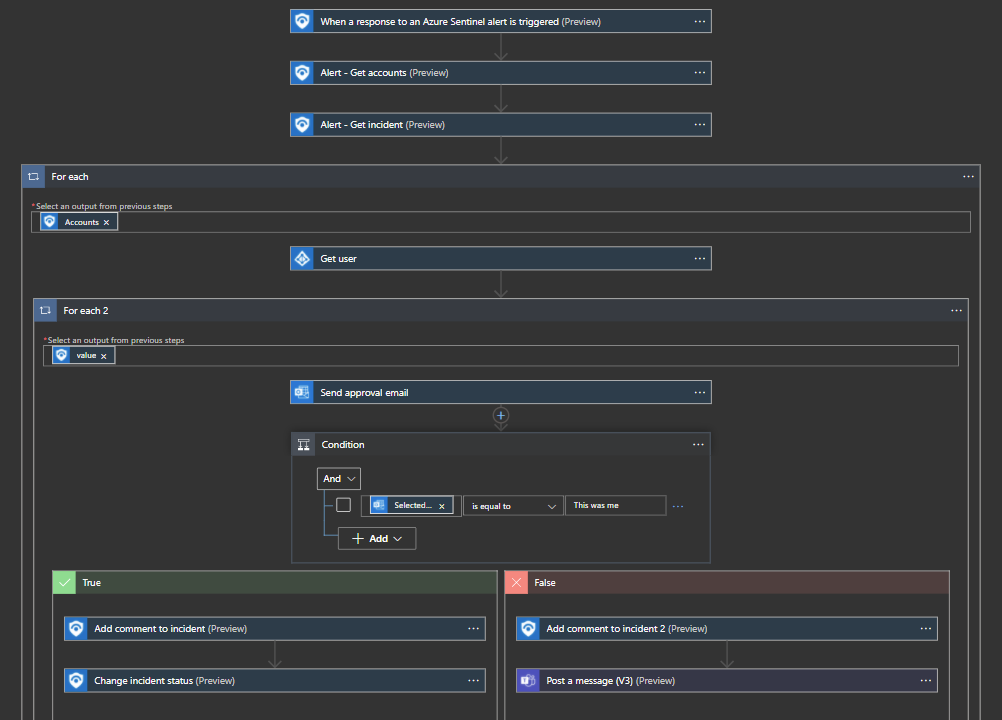 When a response to an Azure Sentinel alert is triggered (Preview)
Alert - Get accounts (Preview)
Alert - Get incident (Preview)
For each
* Select an output from previous steps
Accounts
Get user
For each 2
* Select an output from previous steps
value
Send approval email
Condition
And
Selected... is equal to This was me
Add
True
False
Add comment to incident (Preview)
Add comment to incident 2 (Preview)
Change incident status (Preview)
Post a message (V3) (Preview)